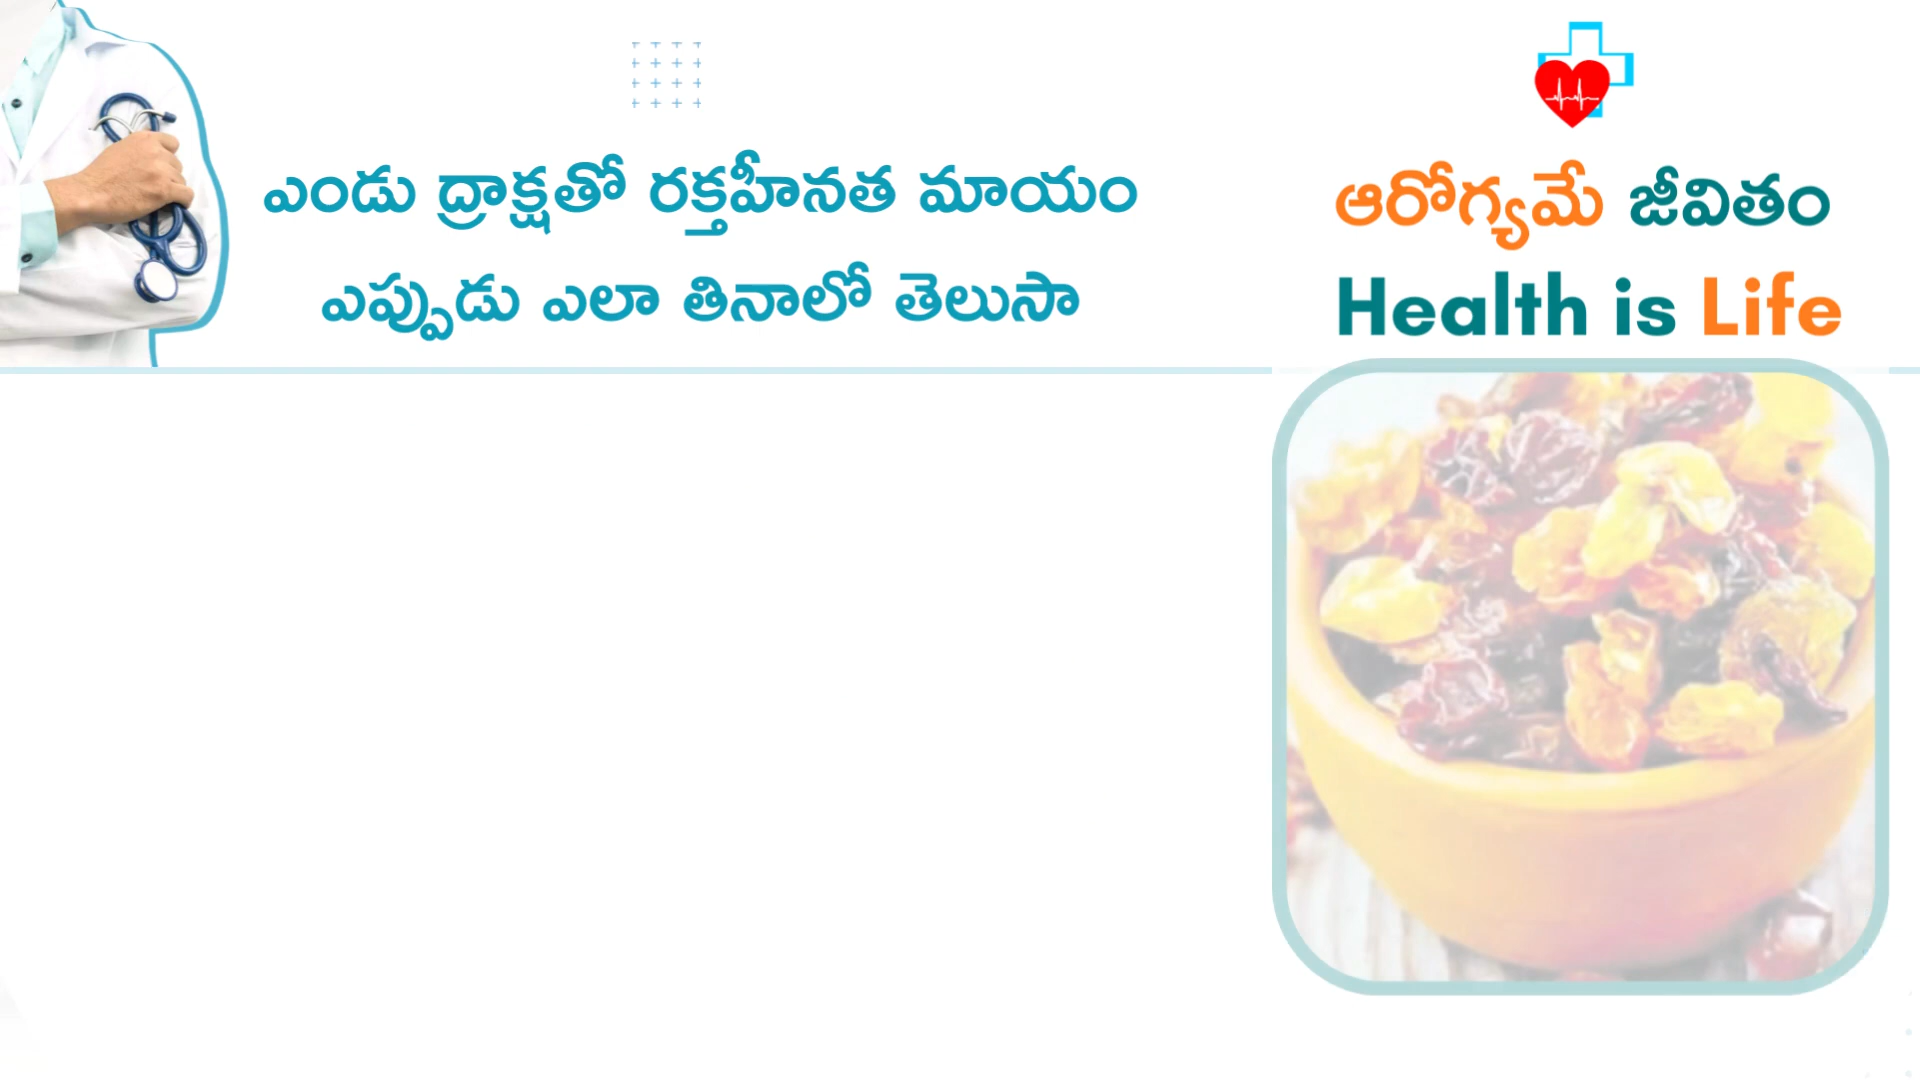 ఎండు ద్రాక్షతో రక్తహీనత మాయం
ఎప్పుడు ఎలా తినాలో తెలుసా
ఆరోగ్యమే జీవితం
Health is Life